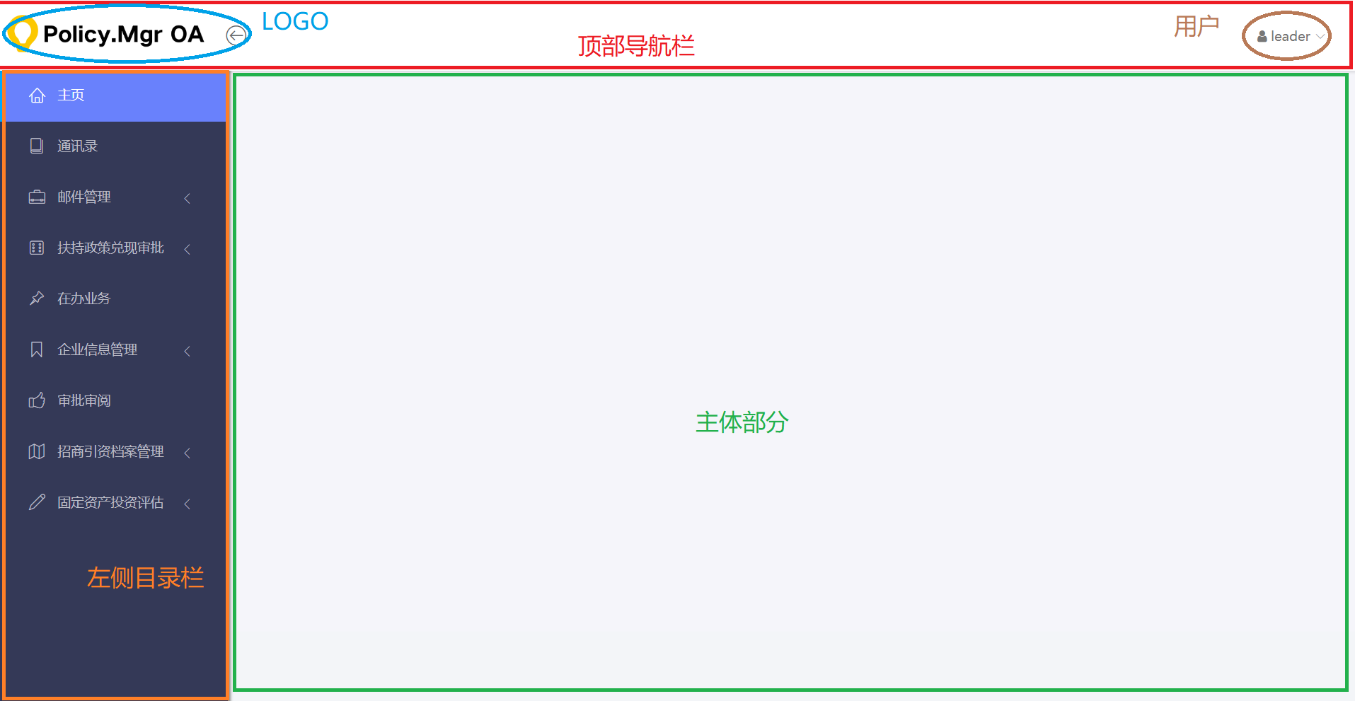 Policy.Mgr OA
LOGO
顶部导航栏
用户
leader
主页
通讯录
邮件管理
扶持政策兑现审批
在办业务
企业信息管理
审批审阅
招商引资档案管理
固定资产投资评估
左侧目录栏
主体部分